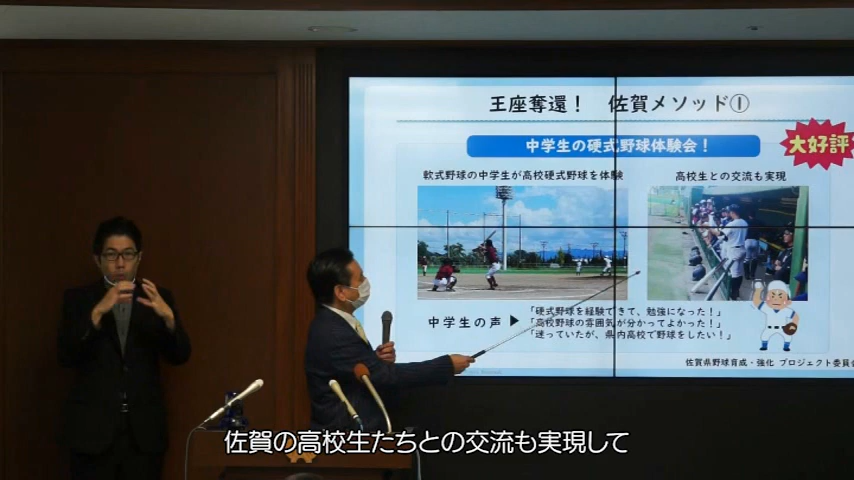 王座奪還! 佐賀メソッド①
大好評
中学生の硬式野球体験会!
軟式野球の中学生が高校硬式野球を体験
高校生との交流も実現
中学生の声▶
「硬式野球を経験できて、勉強になった!」
「高校野球の雰囲気が分かってよかった!」
「迷っていたが、県内高校で野球をしたい!」
佐賀県野球育成・強化 プロジェクト委員会
佐賀の高校生たちとの交流も実現して